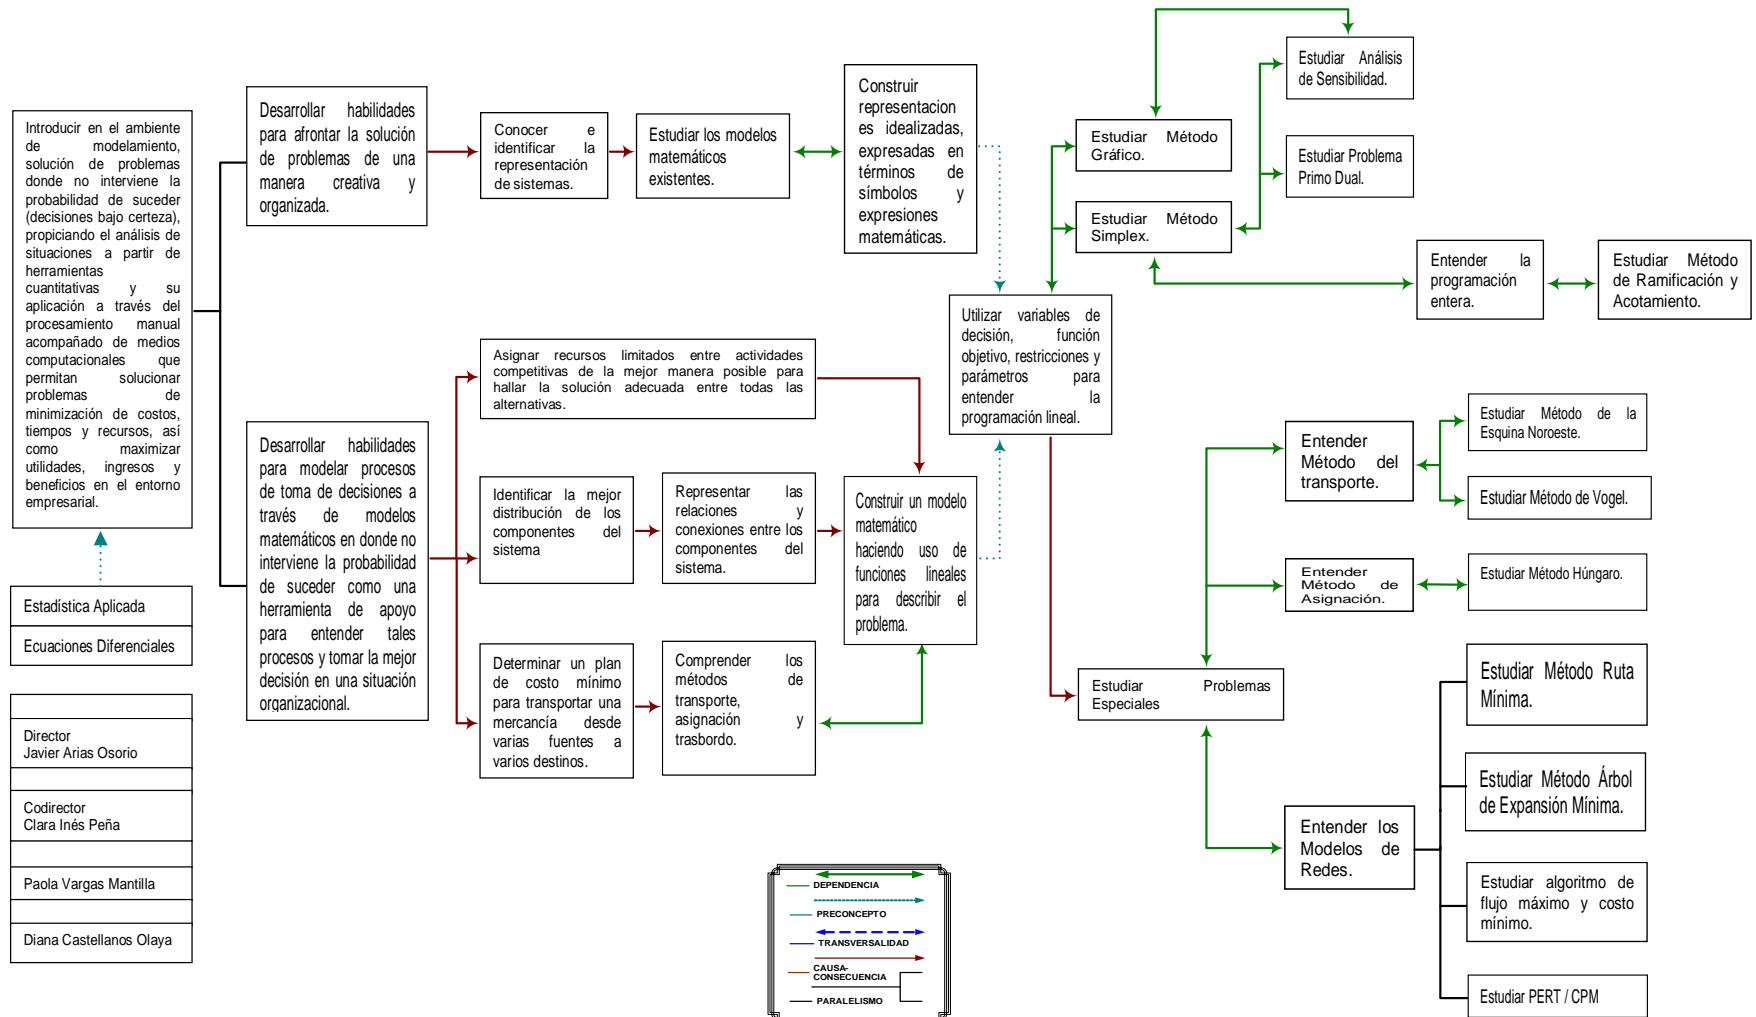 Introducir en el ambiente
de modelamiento,
solución de problemas
donde no interviene la
probabilidad de suceder
(decisiones bajo certeza),
propiciando el análisis de
situaciones a partir de
herramientas
cuantitativas y su
aplicación a través del
procesamiento manual
acompañado de medios
computacionales que
permitan solucionar
problemas de
minimización de costos,
tiempos y recursos, así
como maximizar
utilidades, ingresos y
beneficios en el entorno
empresarial.
Estadística Aplicada
Ecuaciones Diferenciales
Director
Javier Arias Osorio
Codirector
Clara Inés Peña
Paola Vargas Mantilla
Diana Castellanos Olaya
Desarrollar habilidades
para afrontar la solución
de problemas de una
manera creativa y
organizada.
Desarrollar habilidades
para modelar procesos
de toma de decisiones a
través de modelos
matemáticos en donde no
interviene la probabilidad
de suceder como una
herramienta de apoyo
para entender tales
procesos y tomar la mejor
decisión en una situación
organizacional.
Conocer e
identificar la
representación
de sistemas.
Estudiar los modelos
matemáticos
existentes.
Construir
representacion
es idealizadas,
expresadas en
términos de
símbolos y
expresiones
matemáticas.
Asignar recursos limitados entre actividades
competitivas de la mejor manera posible para
hallar la solución adecuada entre todas las
alternativas.
Identificar la mejor
distribución de los
componentes del
sistema
Representar las
relaciones y
conexiones entre los
componentes del
sistema.
Construir un modelo
matemático
haciendo uso de
funciones lineales
para describir el
problema.
Determinar un plan
de costo mínimo
para transportar una
mercancía desde
varias fuentes a
varios destinos.
Comprender los
métodos de
transporte,
asignación y
trasbordo.
Utilizar variables de
decisión, función
objetivo, restricciones y
parámetros para
entender la
programación lineal.
Estudiar Método
Gráfico.
Estudiar Método
Simplex.
Estudiar Análisis
de Sensibilidad.
Estudiar Problema
Primo Dual.
Entender la
programación
entera.
Estudiar Método
de Ramificación y
Acotamiento.
Estudiar Problemas
Especiales
Entender
Método del
transporte.
Estudiar Método de la
Esquina Noroeste.
Estudiar Método de Vogel.
Entender
Método de
Asignación.
Estudiar Método Húngaro.
Entender los
Modelos de
Redes.
Estudiar Método Ruta
Mínima.
Estudiar Método Árbol
de Expansión Mínima.
Estudiar algoritmo de
flujo máximo y costo
mínimo.
Estudiar PERT / CPM
DEPENDENCIA
PRECONCEPTO
TRANSVERSALIDAD
CAUSA-
CONSECUENCIA
PARALELISMO